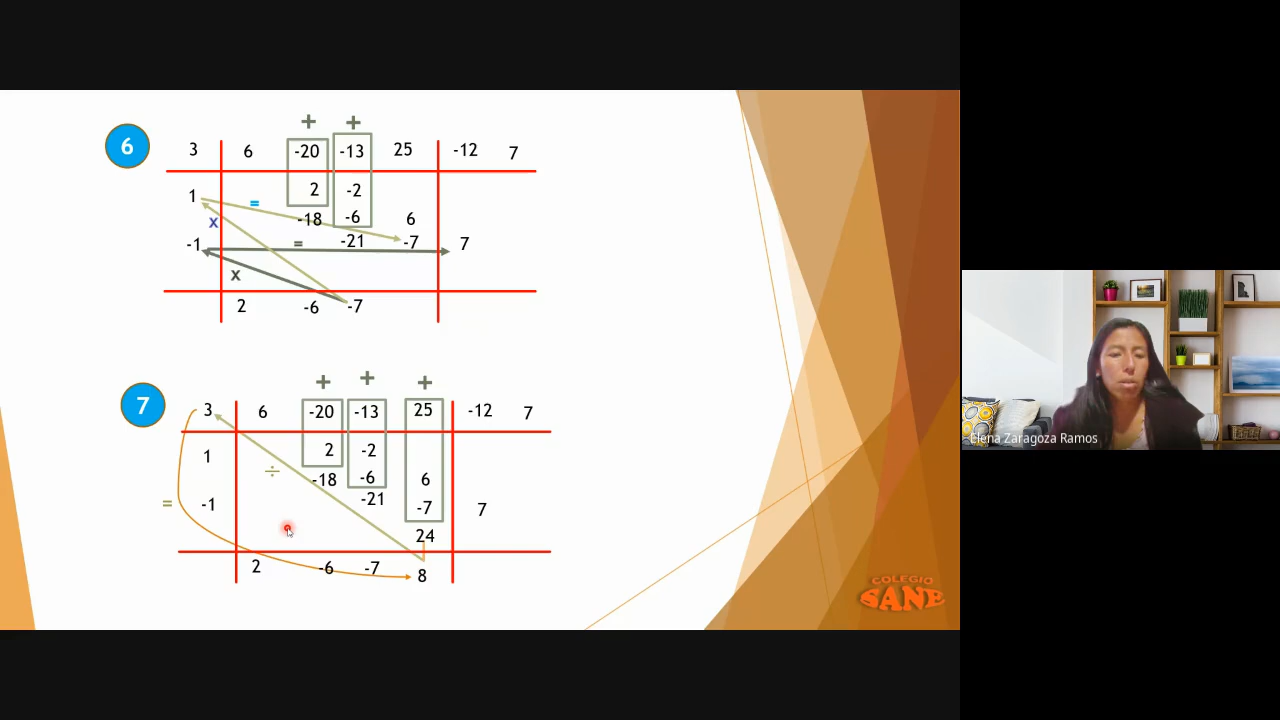 6
+ +
3 6 -20 -13 25 -12 7
1 = 2 -2
x -18 -6 6
-1 = -21 -7 7
x
2 -6 -7
7
+ + +
3 6 -20 -13 25 -12 7
1 2 -2
÷ -18 -6 6
= -1 -21 -7 7
24
2 -6 -7 8
COLEGIO
SANE
Elena Zaragoza Ramos